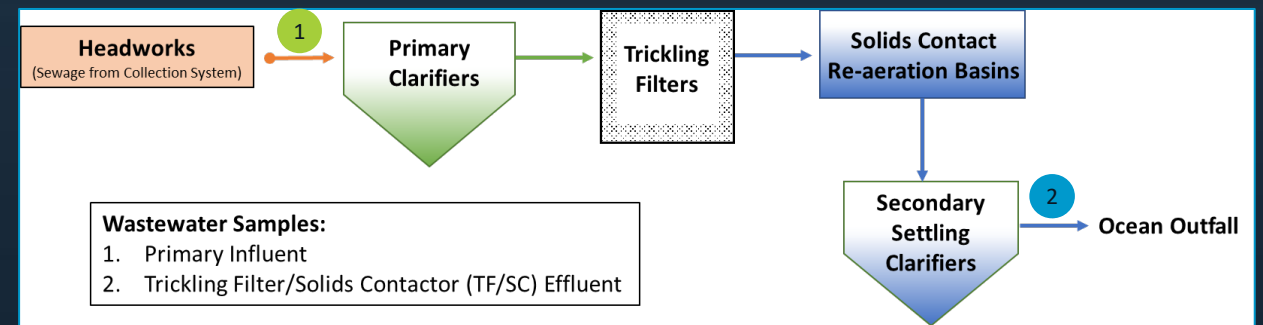 Headworks
(Sewage from Collection System)
1
Primary
Clarifiers
Trickling
Filters
Solids Contact
Re-aeration Basins
Secondary
Settling
Clarifiers
2
Ocean Outfall
Wastewater Samples:
1. Primary Influent
2. Trickling Filter/Solids Contactor (TF/SC) Effluent